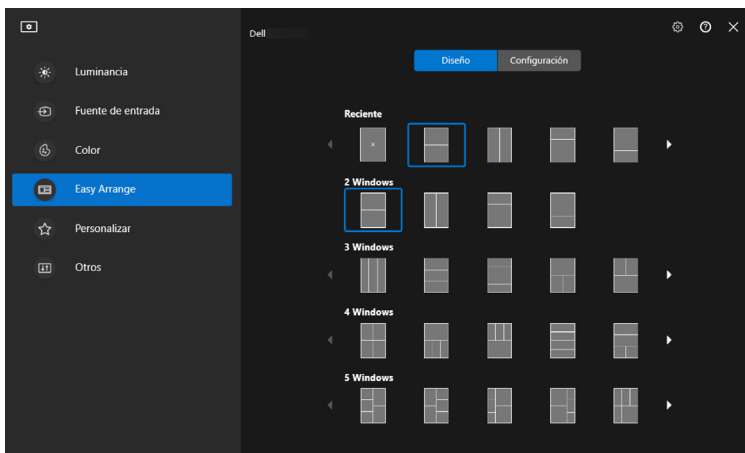 Dell
Luminancia
Fuente de entrada
Color
Easy Arrange
Personalizar
Otros
Diseño
Configuración
Reciente
2 Windows
3 Windows
4 Windows
5 Windows